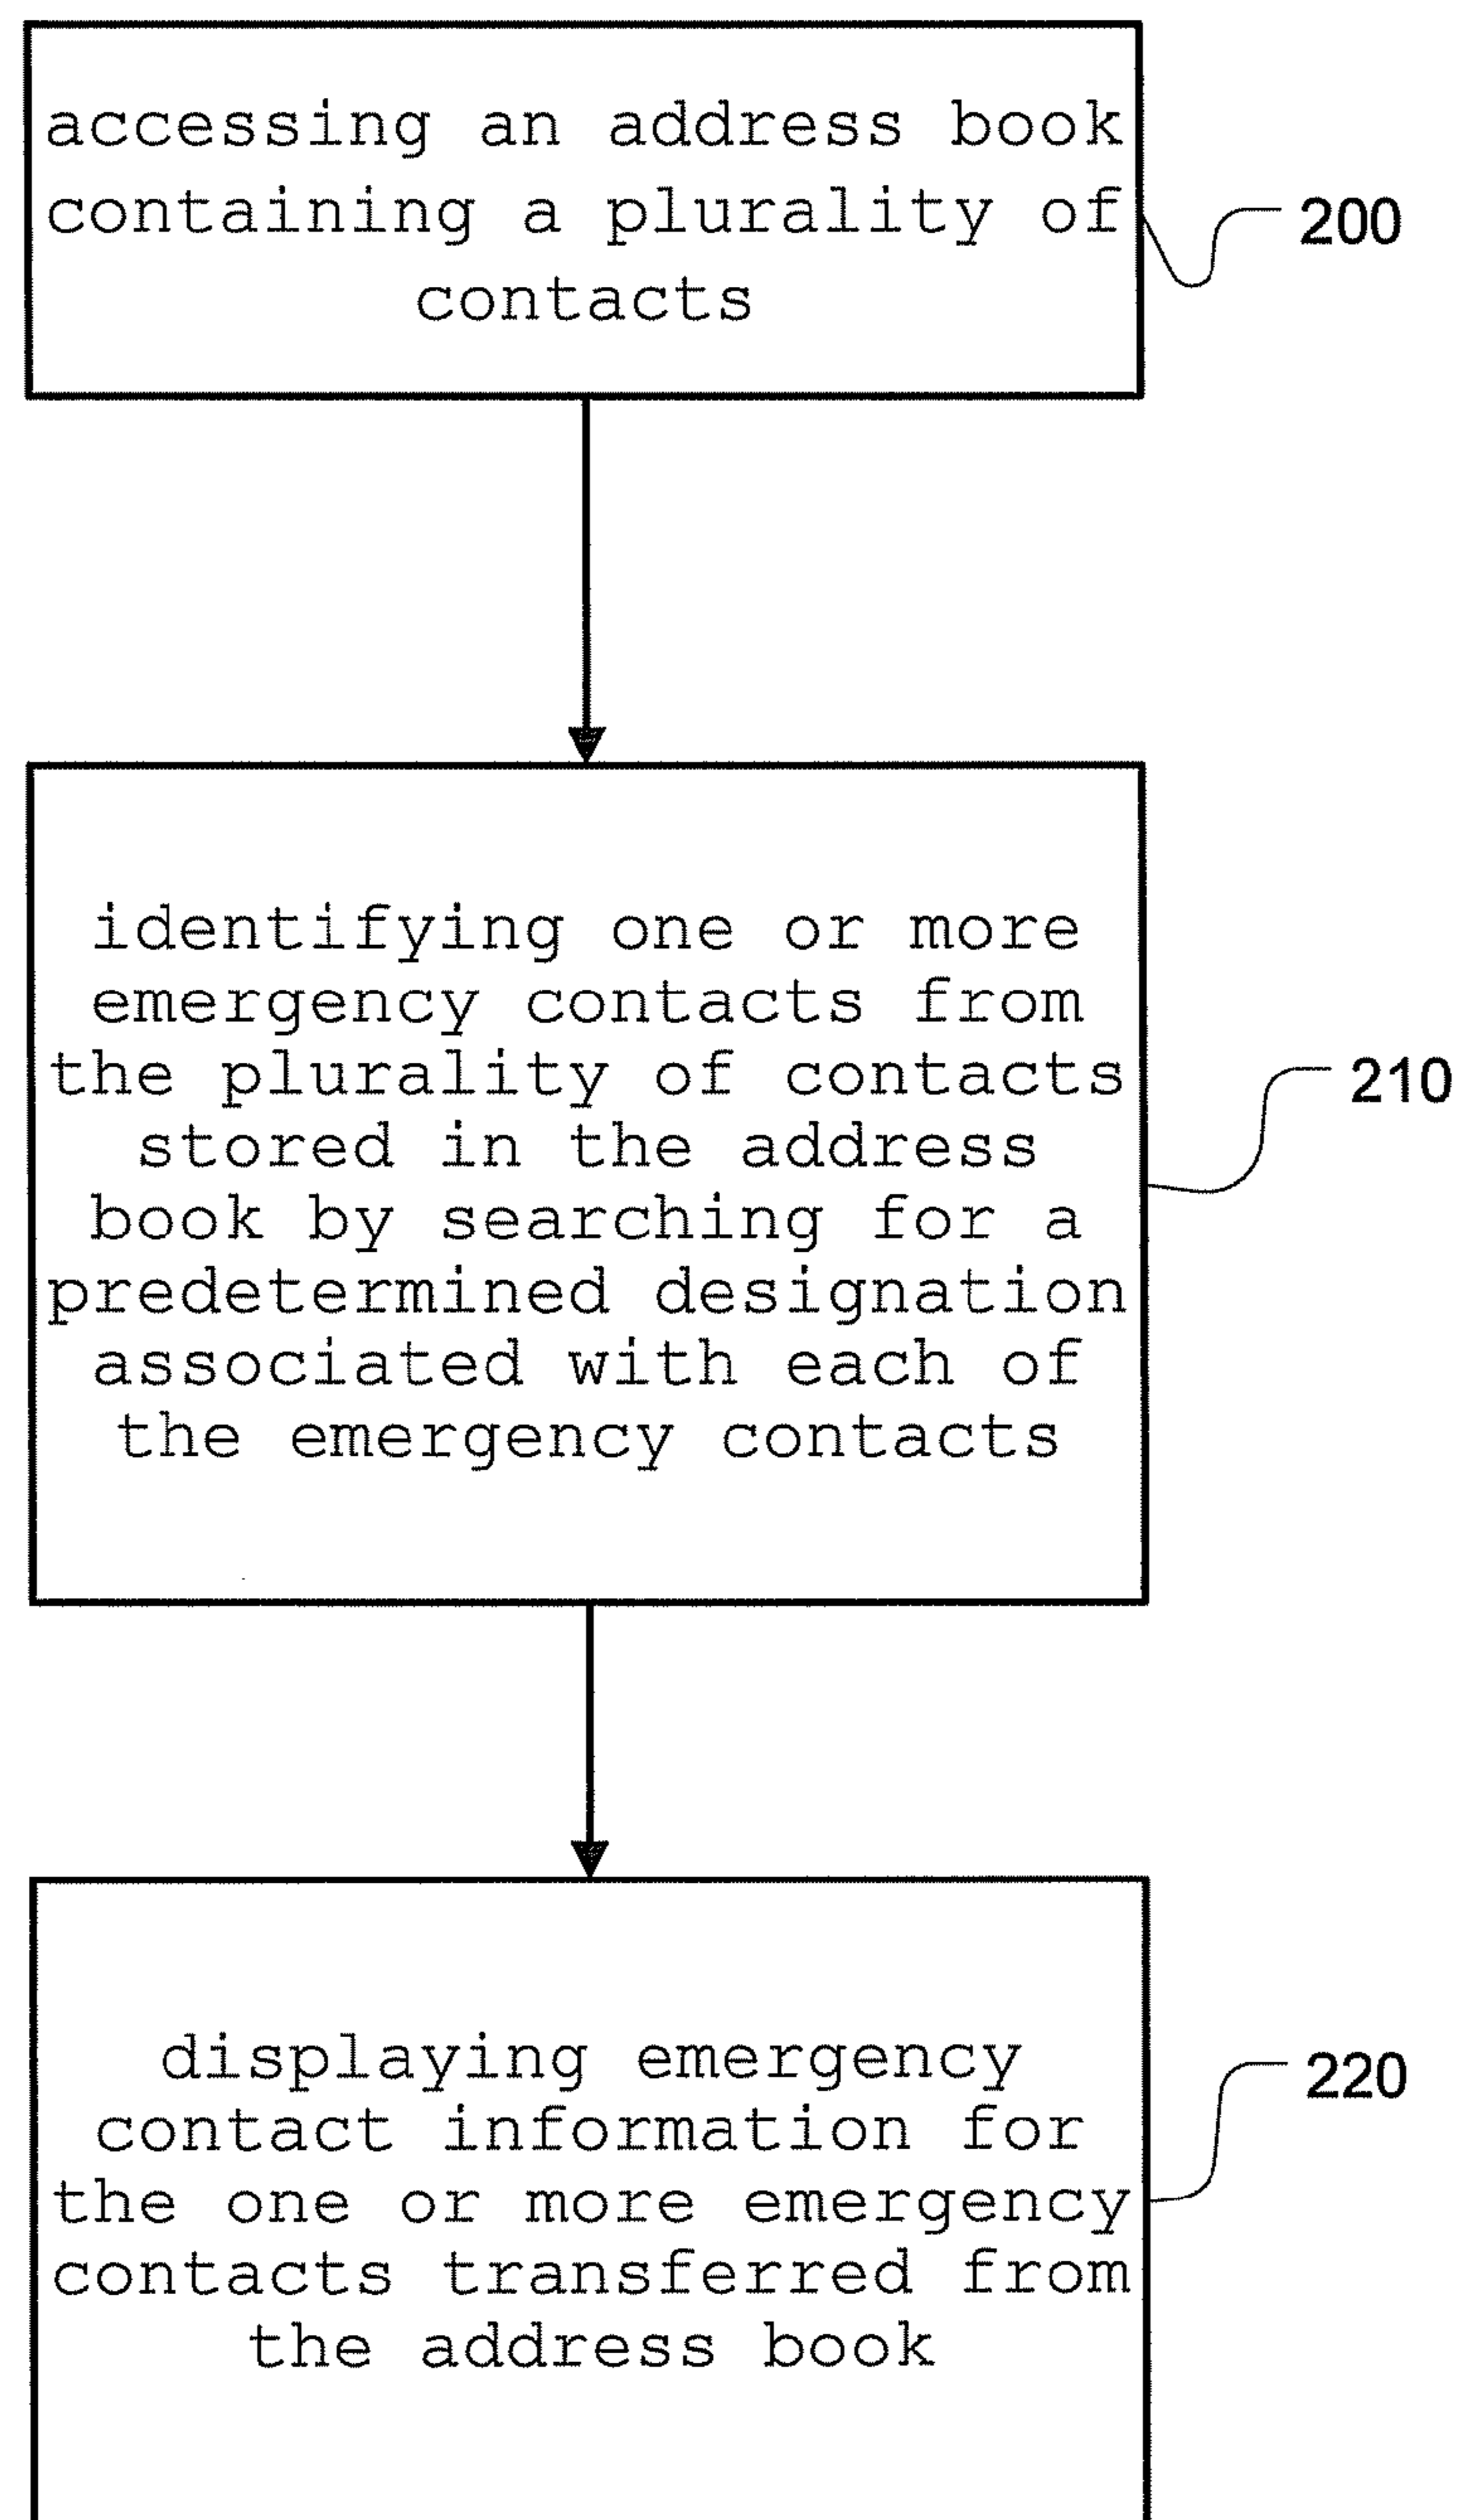 accessing an address book
containing a plurality of
contacts
200
identifying one or more
emergency contacts from
the plurality of contacts
stored in the address
book by searching for a
predetermined designation
associated with each of
the emergency contacts
210
displaying emergency
contact information for
the one or more emergency
contacts transferred from
the address book
220